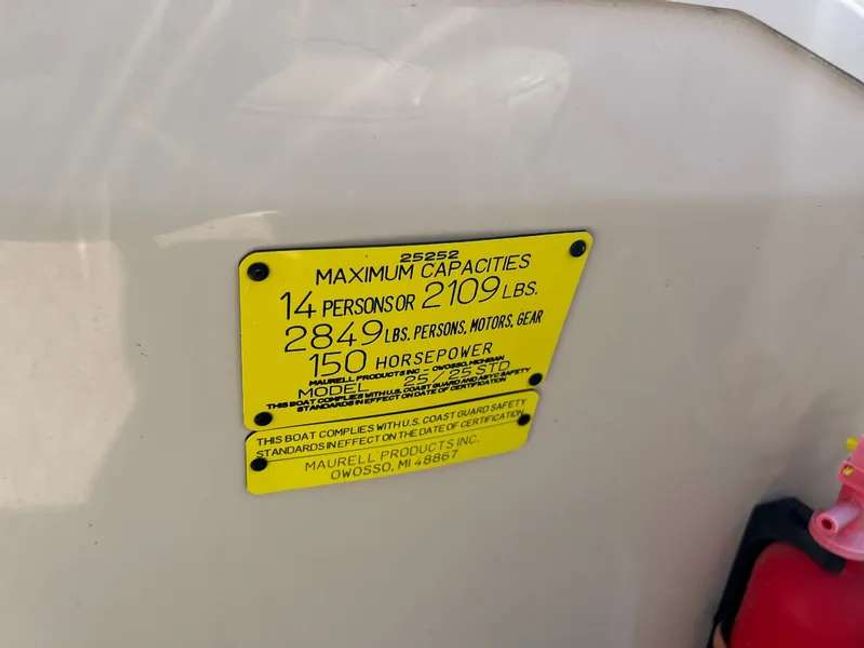 25252
MAXIMUM CAPACITIES
14 PERSONS OR 2109 LBS.
2849 LBS. PERSONS, MOTORS, GEAR
150 HORSEPOWER
MAURELL PRODUCTS INC - OWOSSO, MICHIGAN
MODEL 25/25 STD
THIS BOAT COMPLIES WITH U.S. COAST GUARD AND ABYC SAFETY
STANDARDS IN EFFECT ON DATE OF CERTIFICATION
THIS BOAT COMPLIES WITH U.S. COAST GUARD SAFETY
STANDARDS IN EFFECT ON THE DATE OF CERTIFICATION
MAURELL PRODUCTS INC.
OWOSSO, MI 48867